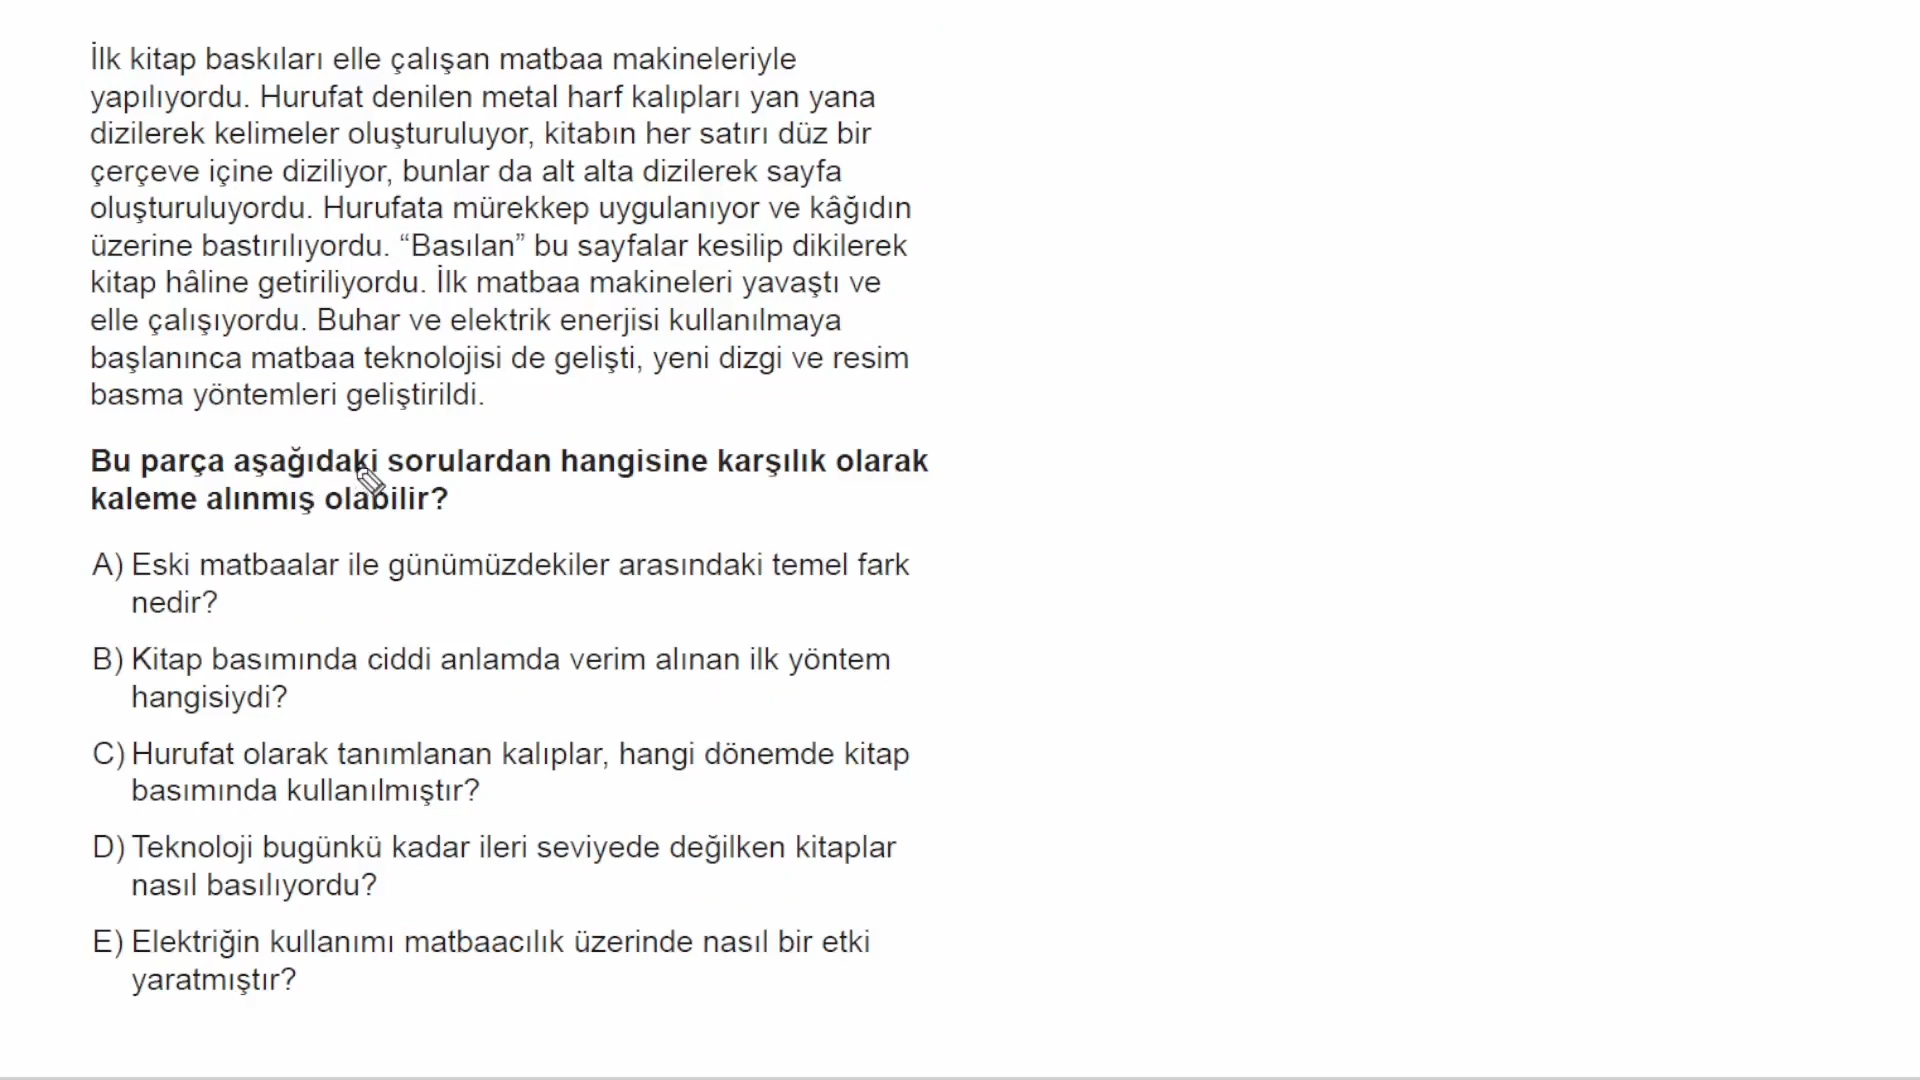 İlk kitap baskıları elle çalışan matbaa makineleriyle
yapılıyordu. Hurufat denilen metal harf kalıpları yan yana
dizilerek kelimeler oluşturuluyor, kitabın her satırı düz bir
çerçeve içine diziliyor, bunlar da alt alta dizilerek sayfa
oluşturuluyordu. Hurufata mürekkep uygulanıyor ve kâğıdın
üzerine bastırılıyordu. “Basılan” bu sayfalar kesilip dikilerek
kitap hâline getiriliyordu. İlk matbaa makineleri yavaştı ve
elle çalışıyordu. Buhar ve elektrik enerjisi kullanılmaya
başlanınca matbaa teknolojisi de gelişti, yeni dizgi ve resim
basma yöntemleri geliştirildi.
Bu parça aşağıdaki sorulardan hangisine karşılık olarak
kaleme alınmış olabilir?
A) Eski matbaalar ile günümüzdekiler arasındaki temel fark
nedir?
B) Kitap basımında ciddi anlamda verim alınan ilk yöntem
hangisiydi?
C) Hurufat olarak tanımlanan kalıplar, hangi dönemde kitap
basımında kullanılmıştır?
D) Teknoloji bugünkü kadar ileri seviyede değilken kitaplar
nasıl basılıyordu?
E) Elektriğin kullanımı matbaacılık üzerinde nasıl bir etki
yaratmıştır?